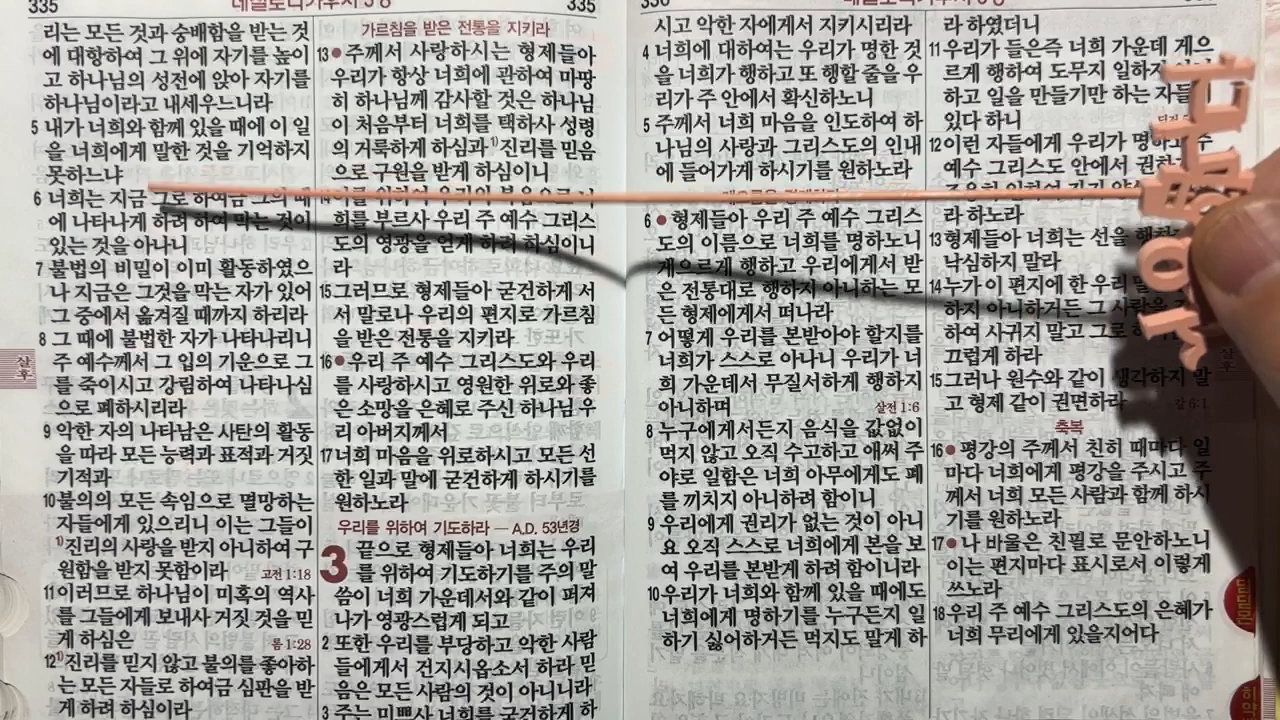 335
335
리는 모든 것과 숭배함을 받는 것
에 대항하여 그 위에 자기를 높이
고 하나님의 성전에 앉아 자기를
하나님이라고 내세우느니라
5 내가 너희와 함께 있을 때에 이 일
을 너희에게 말한 것을 기억하지
못하느냐
6 너희는 지금 그로 하여금 그의 때
에 나타나게 하려 하여 막는 것이
있는 것을 아나니
7 불법의 비밀이 이미 활동하였으
나 지금은 그것을 막는 자가 있어
그 중에서 옮겨질 때까지 하리라
8 그 때에 불법한 자가 나타나리니
주 예수께서 그 입의 기운으로 그
를 죽이시고 강림하여 나타나심
으로 폐하시리라
9 악한 자의 나타남은 사탄의 활동
을 따라 모든 능력과 표적과 거짓
기적과
10 불의의 모든 속임으로 멸망하는
자들에게 있으리니 이는 그들이
1)진리의 사랑을 받지 아니하여 구
원함을 받지 못함이라 고전 1:18
11 이러므로 하나님이 미혹의 역사
를 그들에게 보내사 거짓 것을 믿
게 하심은 롬 1:28
12 1)진리를 믿지 않고 불의를 좋아하
는 모든 자들로 하여금 심판을 받
게 하려 하심이라
살후
가르침을 받은 전통을 지키라
13 ●주께서 사랑하시는 형제들아
우리가 항상 너희에 관하여 마땅
히 하나님께 감사할 것은 하나님
이 처음부터 너희를 택하사 성령
의 거룩하게 하심과 1)진리를 믿음
으로 구원을 받게 하심이니
14
희를 부르사 우리 주 예수 그리스
도의 영광을 얻게 하려 하심이니
라
15 그러므로 형제들아 굳건하게 서
서 말로나 우리의 편지로 가르침
을 받은 전통을 지키라
16 ●우리 주 예수 그리스도와 우리
를 사랑하시고 영원한 위로와 좋
은 소망을 은혜로 주신 하나님 우
리 아버지께서
17 너희 마음을 위로하시고 모든 선
한 일과 말에 굳건하게 하시기를
원하노라
우리를 위하여 기도하라 — A.D. 53년경
3 끝으로 형제들아 너희는 우리
를 위하여 기도하기를 주의 말
씀이 너희 가운데서와 같이 퍼져
나가 영광스럽게 되고
2 또한 우리를 부당하고 악한 사람
들에게서 건지시옵소서 하라 믿
음은 모든 사람의 것이 아니니라
3 주는 미쁘사 너희를 굳건하게 하
시고 악한 자에게서 지키시리라
4 너희에 대하여는 우리가 명한 것
을 너희가 행하고 또 행할 줄을 우
리가 주 안에서 확신하노니
5 주께서 너희 마음을 인도하여 하
나님의 사랑과 그리스도의 인내
에 들어가게 하시기를 원하노라
6 ●형제들아 우리 주 예수 그리스
도의 이름으로 너희를 명하노니
게으르게 행하고 우리에게서 받
은 전통대로 행하지 아니하는 모
든 형제에게서 떠나라
7 어떻게 우리를 본받아야 할지를
너희가 스스로 아나니 우리가 너
희 가운데서 무질서하게 행하지
아니하며 살전 1:6
8 누구에게서든지 음식을 값없이
먹지 않고 오직 수고하고 애써 주
야로 일함은 너희 아무에게도 폐
를 끼치지 아니하려 함이니
9 우리에게 권리가 없는 것이 아니
요 오직 스스로 너희에게 본을 보
여 우리를 본받게 하려 함이니라
10 우리가 너희와 함께 있을 때에도
너희에게 명하기를 누구든지 일
하기 싫어하거든 먹지도 말게 하
라 하였더니
11 우리가 들은즉 너희 가운데 게으
르게 행하여 도무지 일하지
하고 일을 만들기만 하는 자들
있다 하니
12 이런 자들에게 우리가 명하고 주
예수 그리스도 안에서 권하
라 하노라
13 형제들아 너희는 선을
낙심하지 말라
14 누가 이 편지에 한 우리
하지 아니하거든 그 사람을
하여 사귀지 말고 그로
끄럽게 하라
15 그러나 원수와 같이 생각하지 말
고 형제 같이 권면하라 갈 6:1
축복
16 ●평강의 주께서 친히 때마다 일
마다 너희에게 평강을 주시고 주
께서 너희 모든 사람과 함께 하시
기를 원하노라
17 ●나 바울은 친필로 문안하노니
이는 편지마다 표시로서 이렇게
쓰노라
18 우리 주 예수 그리스도의 은혜가
너희 무리에게 있을지어다
살후